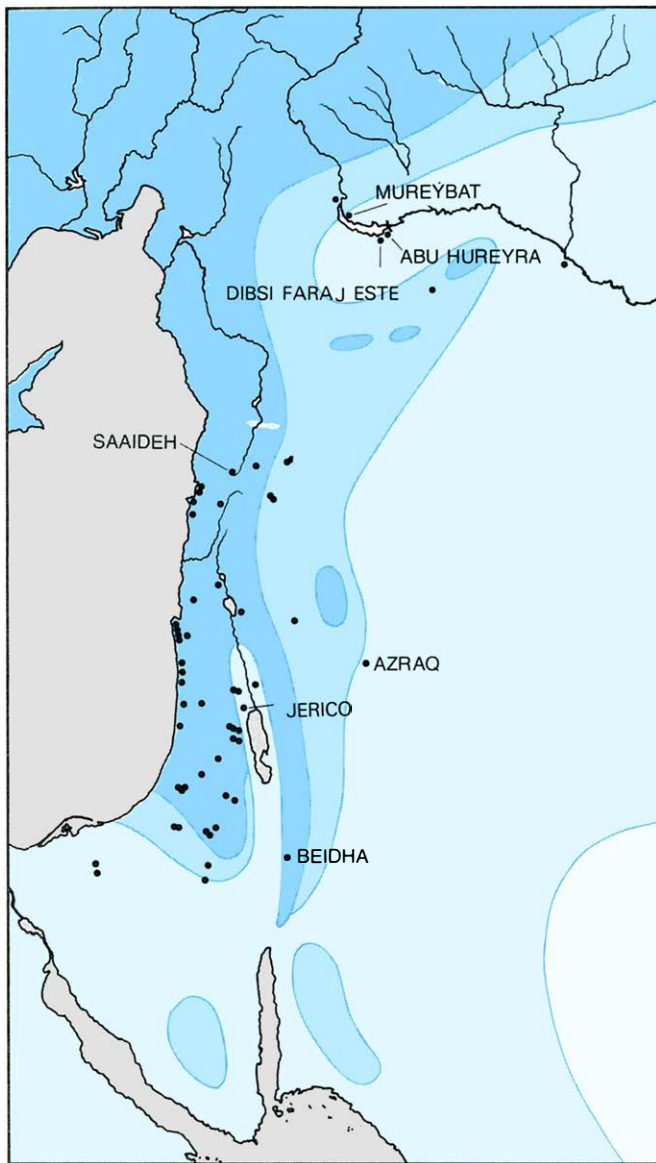 MUREYBAT
ABU HUREYRA
DIBSI FARAJ ESTE
SAAIDEH
AZRAQ
JERICO
BEIDHA